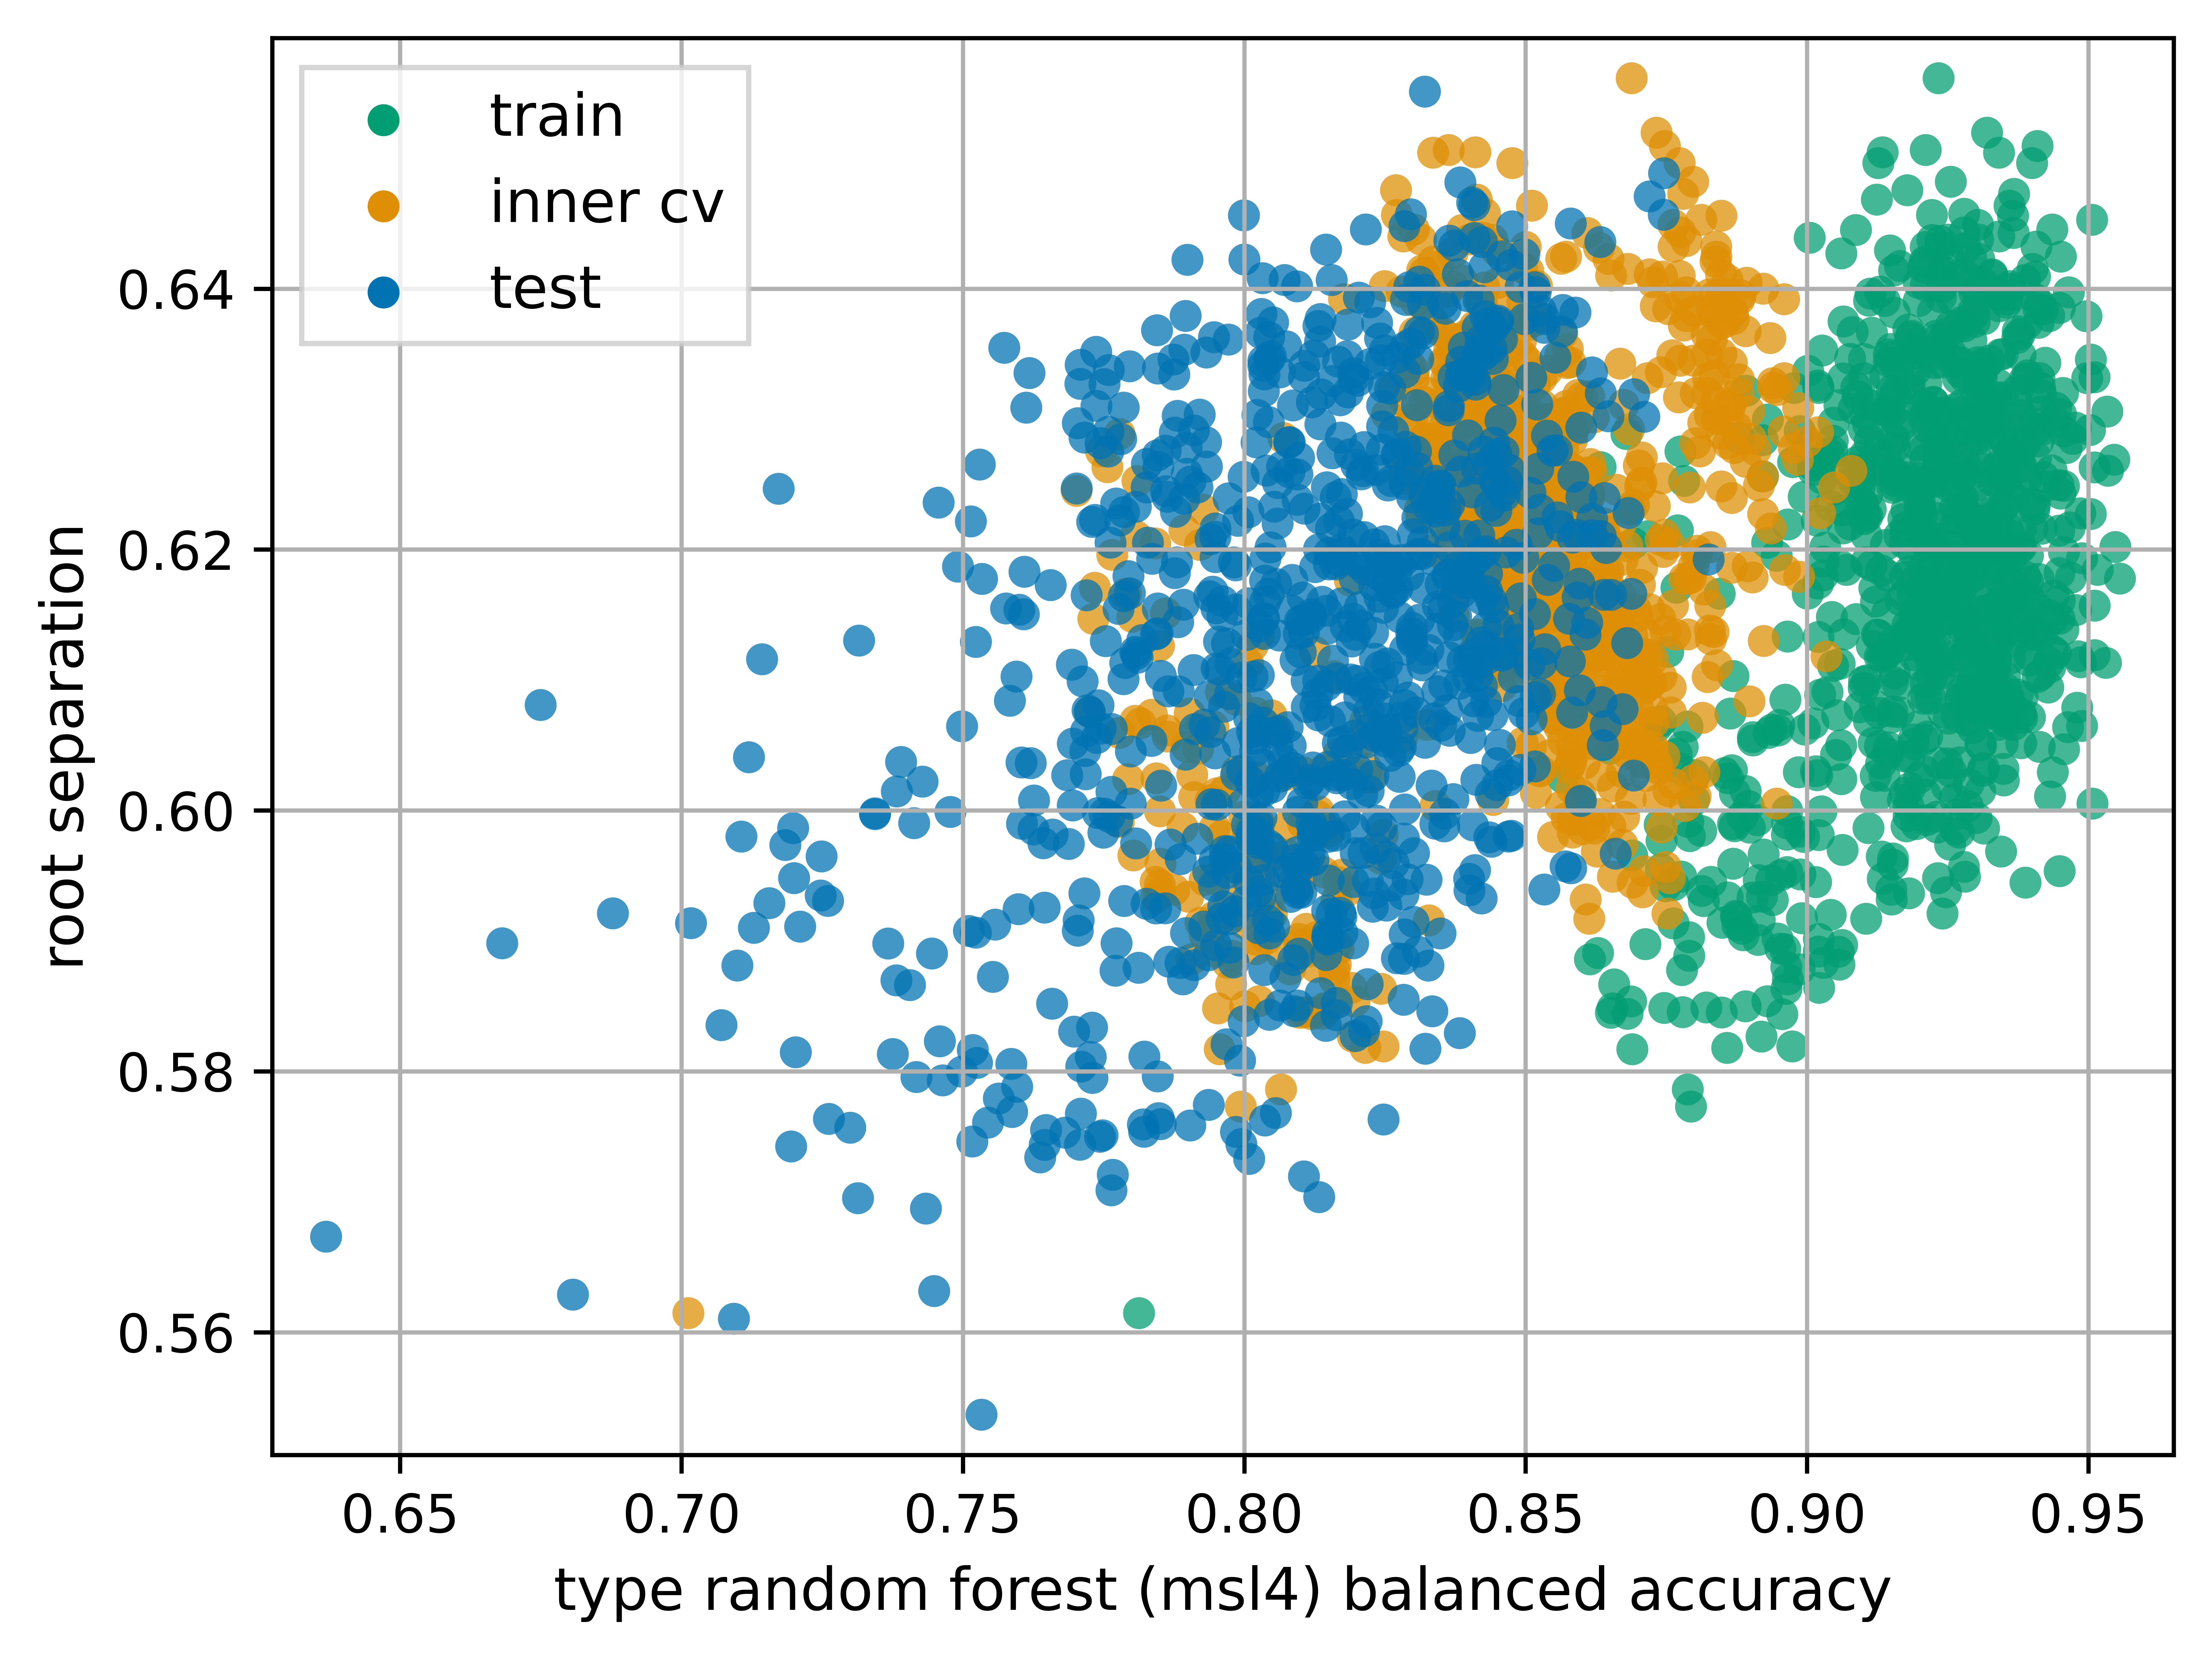 train
inner cv
test
0.64
0.62
0.60
0.58
0.56
root separation
0.65 0.70 0.75 0.80 0.85 0.90 0.95
type random forest (msl4) balanced accuracy